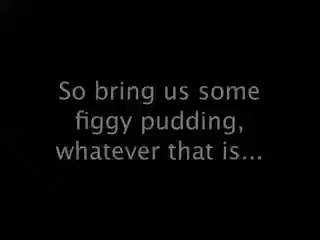 So bring us some
figgy pudding,
whatever that is...